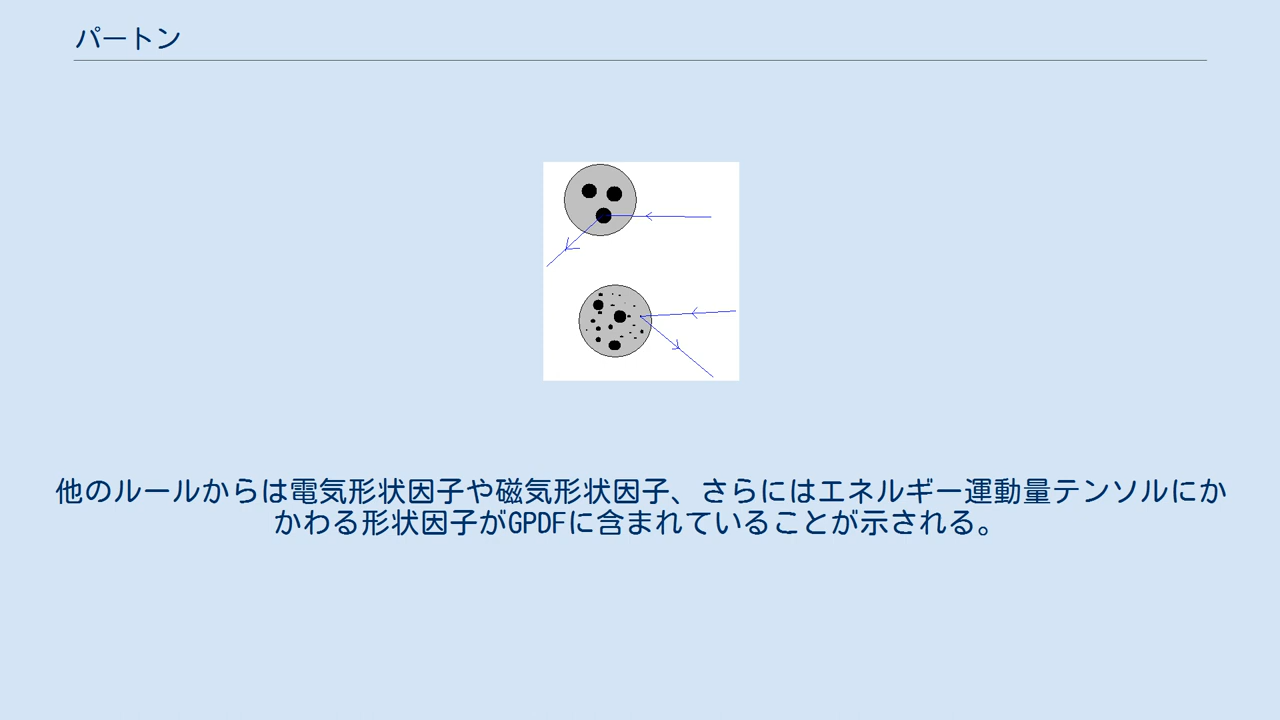 パートン
他のルールからは電気形状因子や磁気形状因子、さらにはエネルギー運動量テンソルにか
かわる形状因子がGPDFに含まれていることが示される。